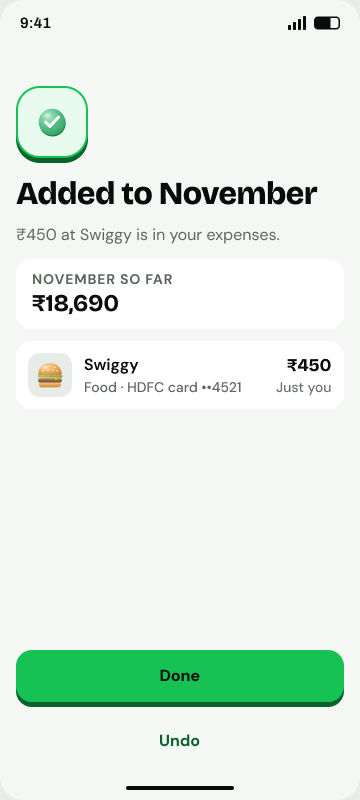 9:41
Added to November
₹450 at Swiggy is in your expenses.
NOVEMBER SO FAR
₹18,690
Swiggy ₹450
Food · HDFC card ••4521 Just you
Done
Undo